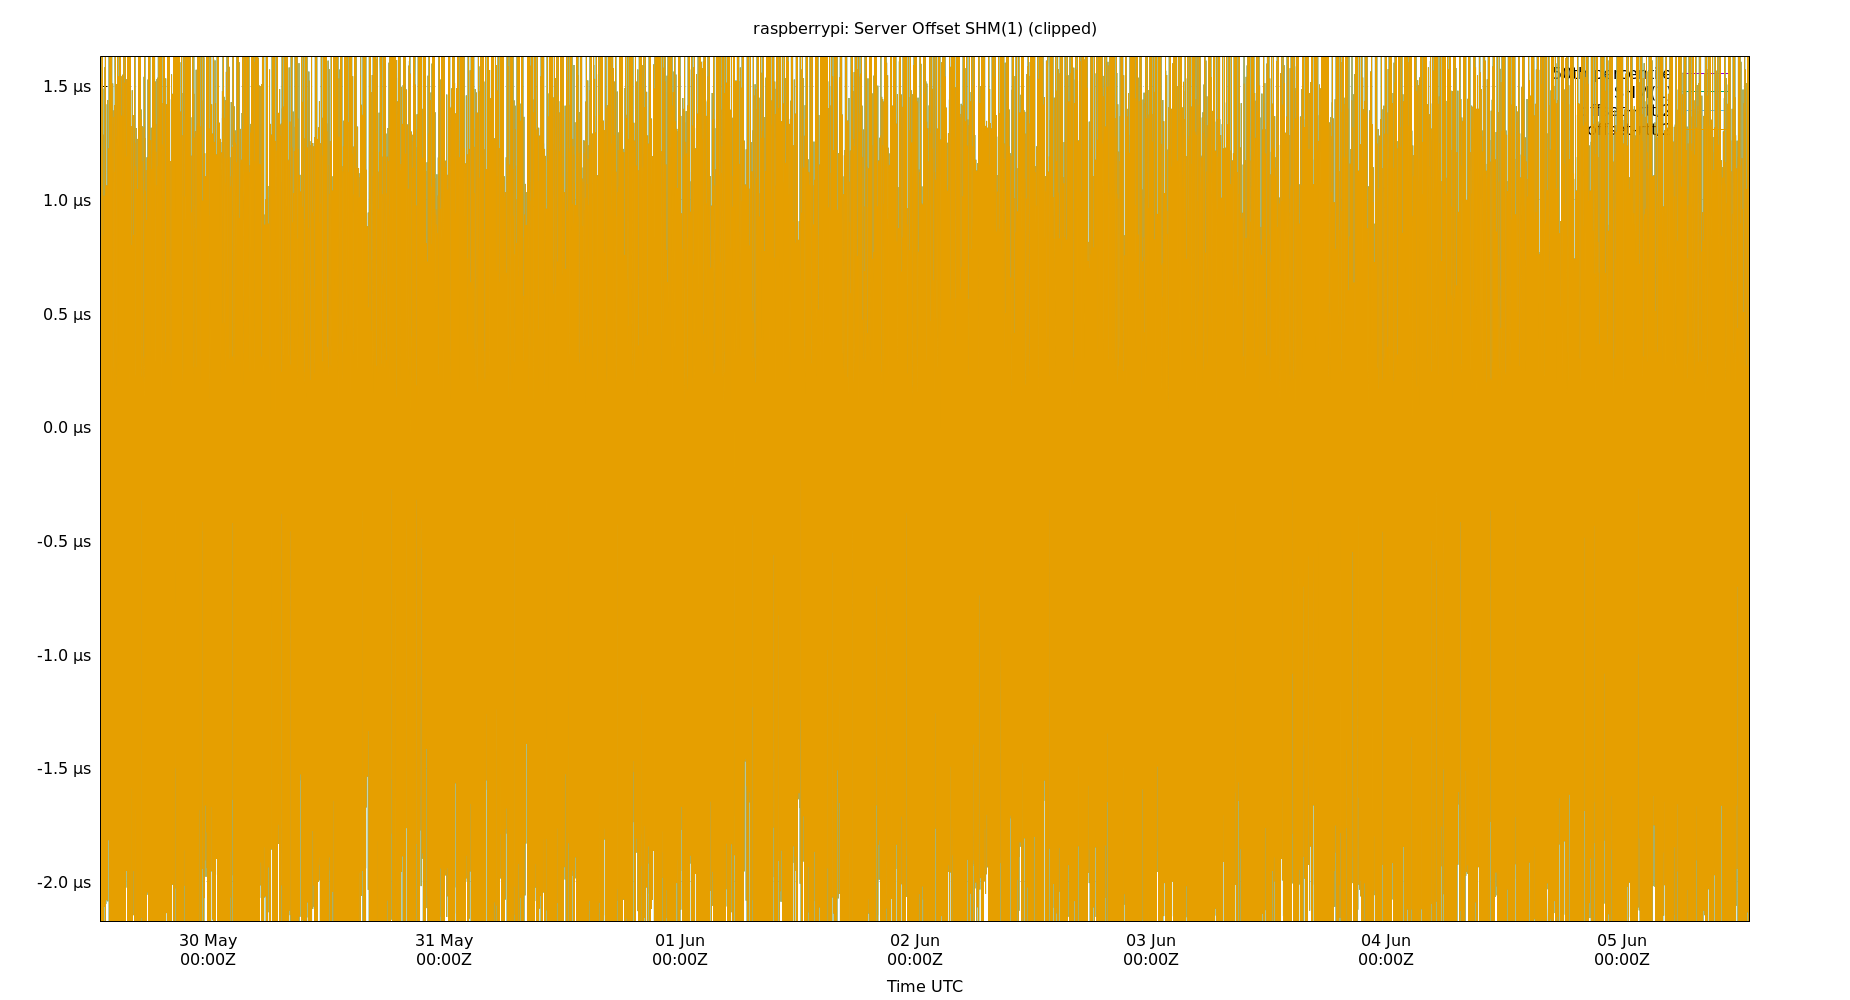 raspberrypi: Server Offset SHM(1) (clipped)
1.5 µs
1.0 µs
0.5 µs
0.0 µs
-0.5 µs
-1.0 µs
-1.5 µs
-2.0 µs
30 May 31 May 01 Jun 02 Jun 03 Jun 04 Jun 05 Jun
00:00Z 00:00Z 00:00Z 00:00Z 00:00Z 00:00Z 00:00Z
Time UTC